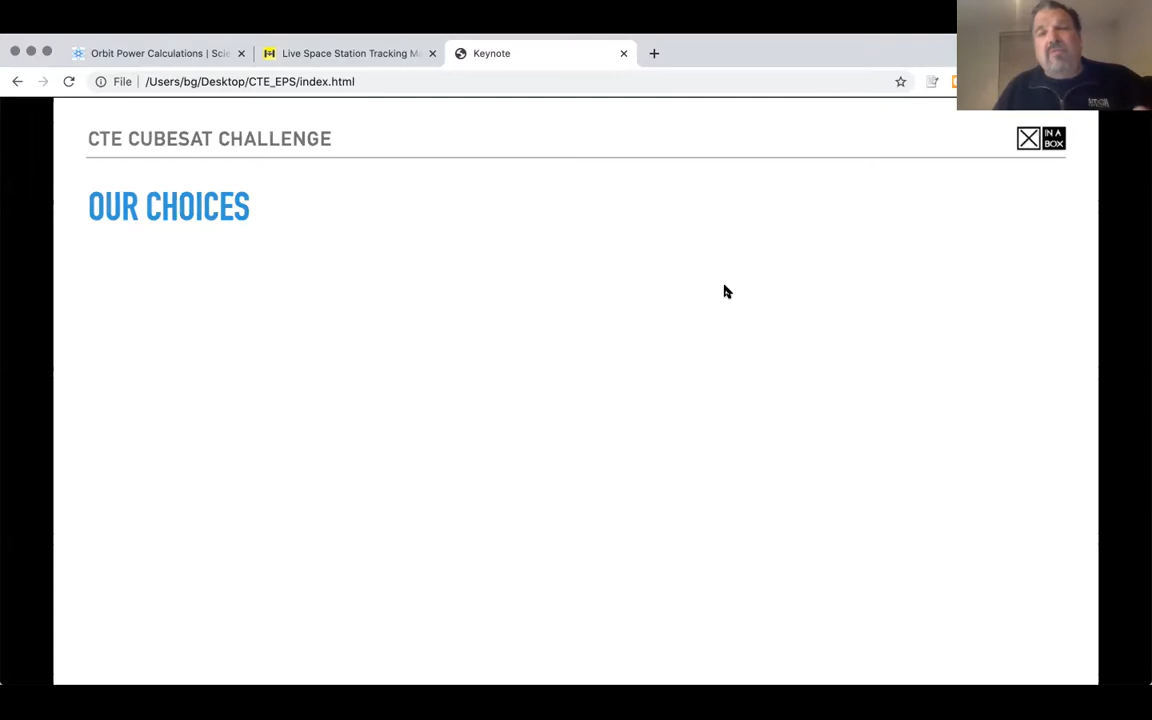 Orbit Power Calculations | Scie
Live Space Station Tracking M
Keynote
File
/Users/bg/Desktop/CTE_EPS/index.html
CTE CUBESAT CHALLENGE
IN A
BOX
OUR CHOICES